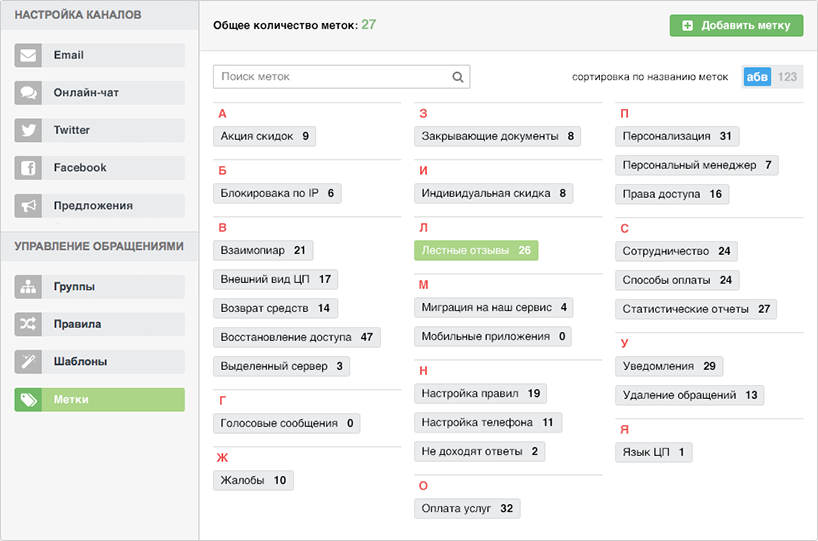 НАСТРОЙКА КАНАЛОВ
Email
Онлайн-чат
Twitter
Facebook
Предложения
УПРАВЛЕНИЕ ОБРАЩЕНИЯМИ
Группы
Правила
Шаблоны
Метки
Общее количество меток: 27
Добавить метку
Поиск меток
сортировка по названию меток
абв 123
А
Акция скидок 9
Б
Блокировака по IP 6
В
Взаимопиар 21
Внешний вид ЦП 17
Возврат средств 14
Восстановление доступа 47
Выделенный сервер 3
Г
Голосовые сообщения 0
Ж
Жалобы 10
З
Закрывающие документы 8
И
Индивидуальная скидка 8
Л
Лестные отзывы 26
М
Миграция на наш сервис 4
Мобильные приложения 0
Н
Настройка правил 19
Настройка телефона 11
Не доходят ответы 2
О
Оплата услуг 32
П
Персонализация 31
Персональный менеджер 7
Права доступа 16
С
Сотрудничество 24
Способы оплаты 24
Статистические отчеты 27
У
Уведомления 29
Удаление обращений 13
Я
Язык ЦП 1